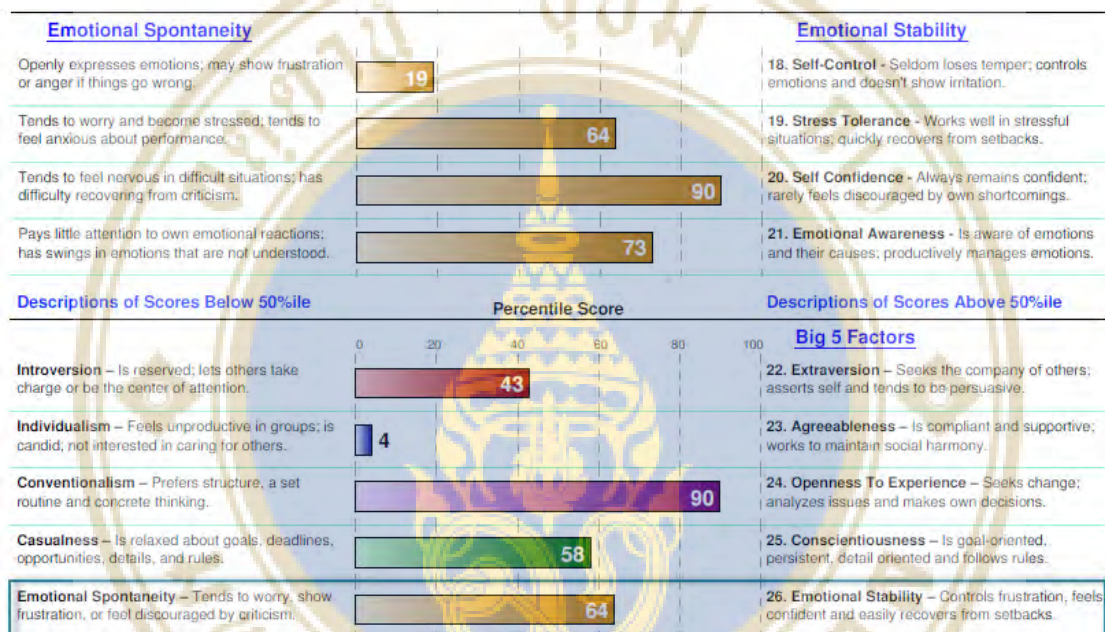 Emotional Spontaneity
Emotional Stability
Openly expresses emotions; may show frustration
or anger if things go wrong.
19
18. Self-Control - Seldom loses temper; controls
emotions and doesn't show irritation.
Tends to worry and become stressed; tends to
feel anxious about performance.
64
19. Stress Tolerance - Works well in stressful
situations; quickly recovers from setbacks.
Tends to feel nervous in difficult situations; has
difficulty recovering from criticism.
90
20. Self Confidence - Always remains confident;
rarely feels discouraged by own shortcomings.
Pays little attention to own emotional reactions;
has swings in emotions that are not understood.
73
21. Emotional Awareness - Is aware of emotions
and their causes; productively manages emotions.
Descriptions of Scores Below 50%ile
Percentile Score
Descriptions of Scores Above 50%ile
Big 5 Factors
0 20 40 60 80 100
Introversion – Is reserved; lets others take
charge or be the center of attention.
43
22. Extraversion – Seeks the company of others;
asserts self and tends to be persuasive.
Individualism – Feels unproductive in groups; is
candid, not interested in caring for others.
4
23. Agreeableness – Is compliant and supportive;
works to maintain social harmony.
Conventionalism – Prefers structure, a set
routine and concrete thinking.
90
24. Openness To Experience – Seeks change;
analyzes issues and makes own decisions.
Casualness – Is relaxed about goals, deadlines,
opportunities, details, and rules.
58
25. Conscientiousness – Is goal-oriented,
persistent, detail oriented and follows rules.
Emotional Spontaneity – Tends to worry, show
frustration, or feel discouraged by criticism.
64
26. Emotional Stability – Controls frustration, feels
confident and easily recovers from setbacks.